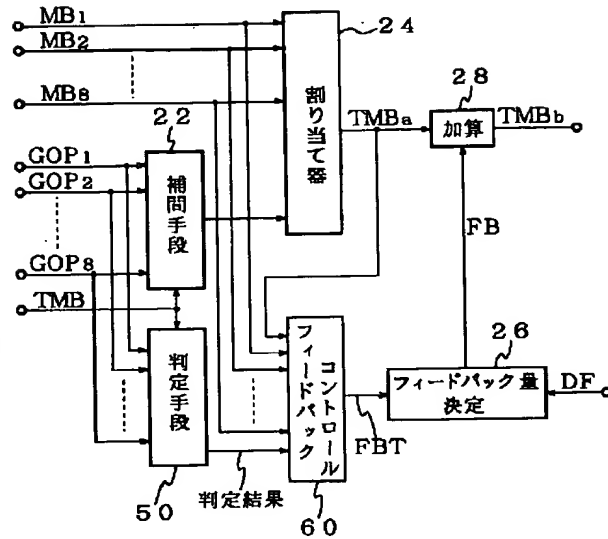 MB1
MB2
MB8
GOP1
GOP2
GOP8
TMB
22
補間手段
24
割り当て器
TMBa
28
加算
TMBb
FB
26
フィードバック量
決定
DF
FBT
判定手段
50
判定結果
フィードバック
コントロール
60